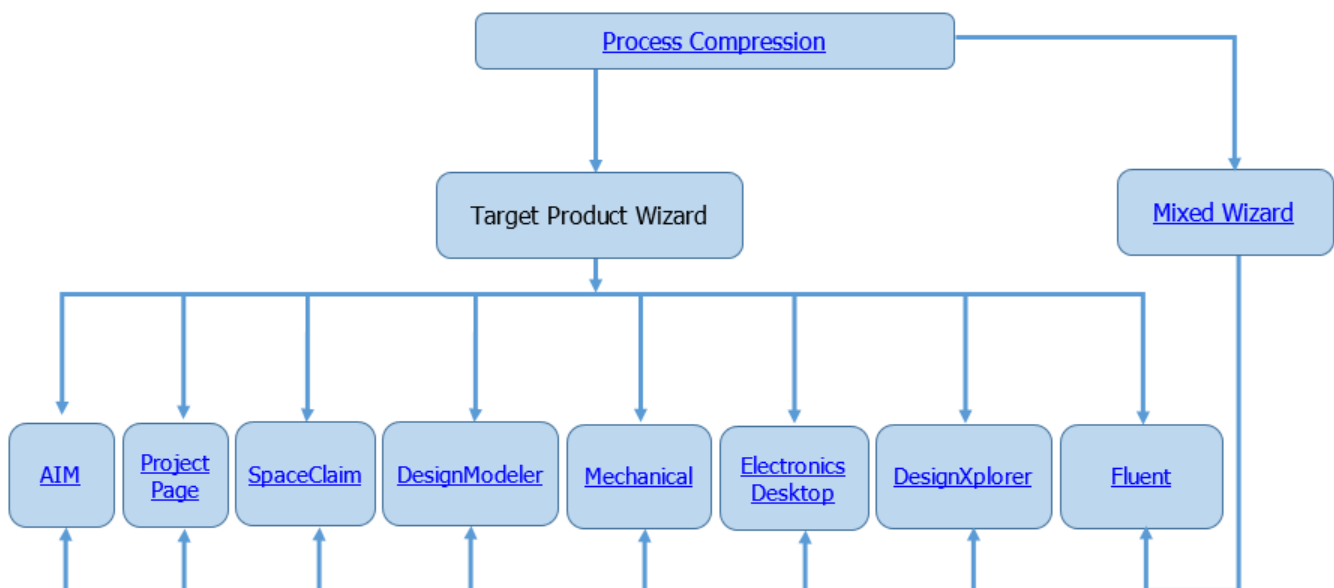 Process Compression
Target Product Wizard
Mixed Wizard
AIM
Project
Page
SpaceClaim
DesignModeler
Mechanical
Electronics
Desktop
DesignXplorer
Fluent